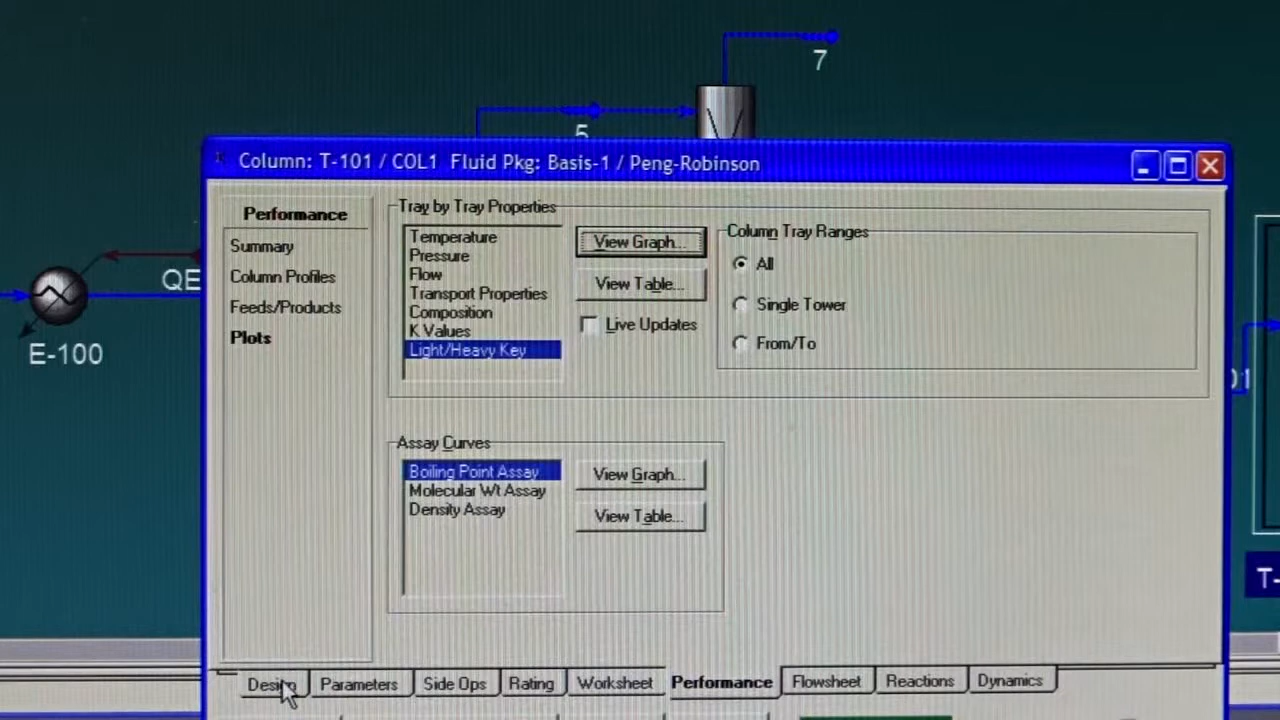 7
5
Column: T-101 / COL1 Fluid Pkg: Basis-1 / Peng-Robinson
Performance
Summary
Column Profiles
Feeds/Products
Plots
Tray by Tray Properties
Temperature
Pressure
Flow
Transport Properties
Composition
K Values
Light/Heavy Key
View Graph...
View Table...
Live Updates
Column Tray Ranges
All
Single Tower
From/To
QE
E-100
Assay Curves
Boiling Point Assay
Molecular Wt Assay
Density Assay
View Graph...
View Table...
T-
Design
Parameters
Side Ops
Rating
Worksheet
Performance
Flowsheet
Reactions
Dynamics